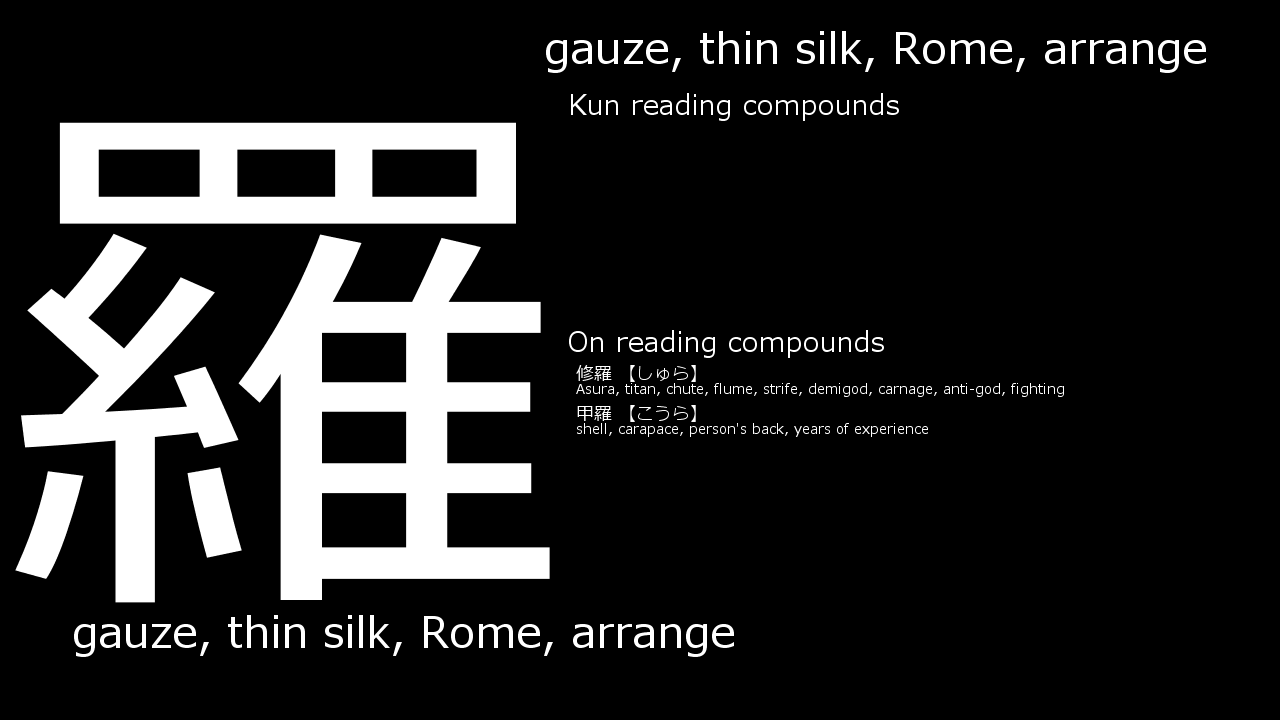 gauze, thin silk, Rome, arrange
Kun reading compounds
羅
On reading compounds
修羅 【しゅら】
Asura, titan, chute, flume, strife, demigod, carnage, anti-god, fighting
甲羅 【こうら】
shell, carapace, person's back, years of experience
gauze, thin silk, Rome, arrange